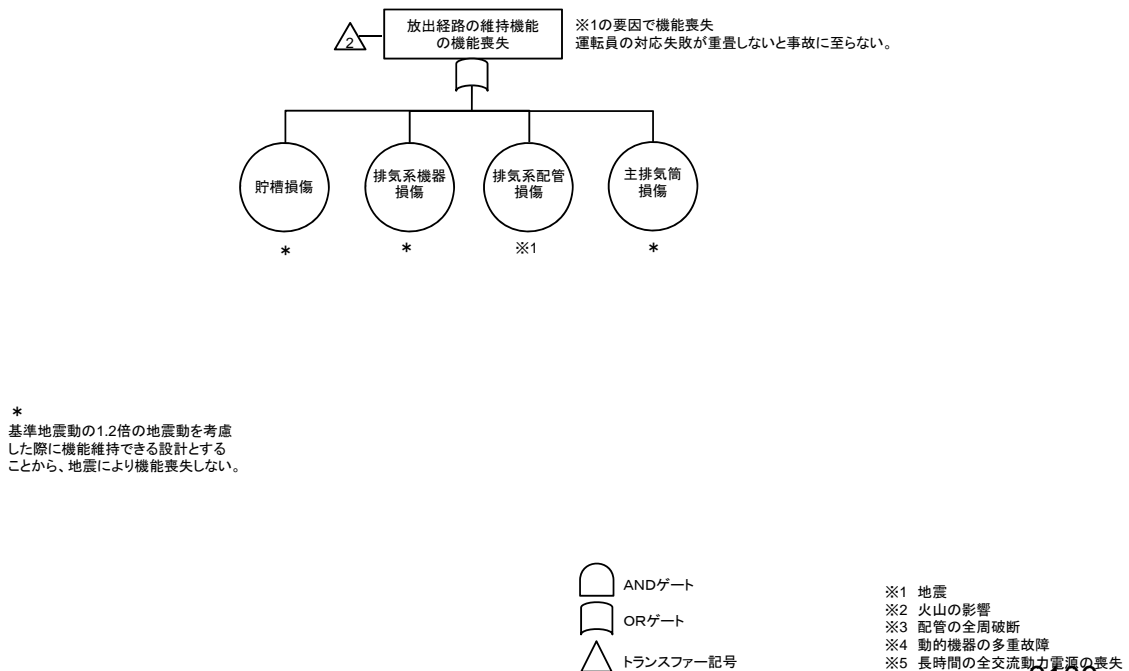 放出経路の維持機能
の機能喪失
2
※1の要因で機能喪失
運転員の対応失敗が重畳しないと事故に至らない。
貯槽損傷
排気系機器
損傷
排気系配管
損傷
主排気筒
損傷
*
*
※1
*
*
基準地震動の1.2倍の地震動を考慮
した際に機能維持できる設計とする
ことから、地震により機能喪失しない。
ANDゲート
ORゲート
トランスファー記号
※1 地震
※2 火山の影響
※3 配管の全周破断
※4 動的機器の多重故障
※5 長時間の全交流動力電源の喪失